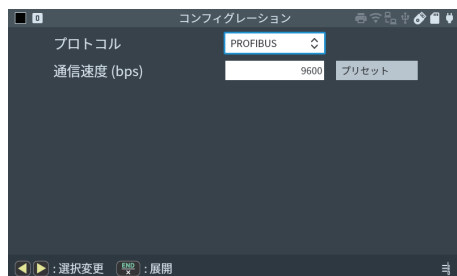 0 コンフィグレーション
プロトコル PROFIBUS
通信速度 (bps) 9600 プリセット
:選択変更 END × :展開